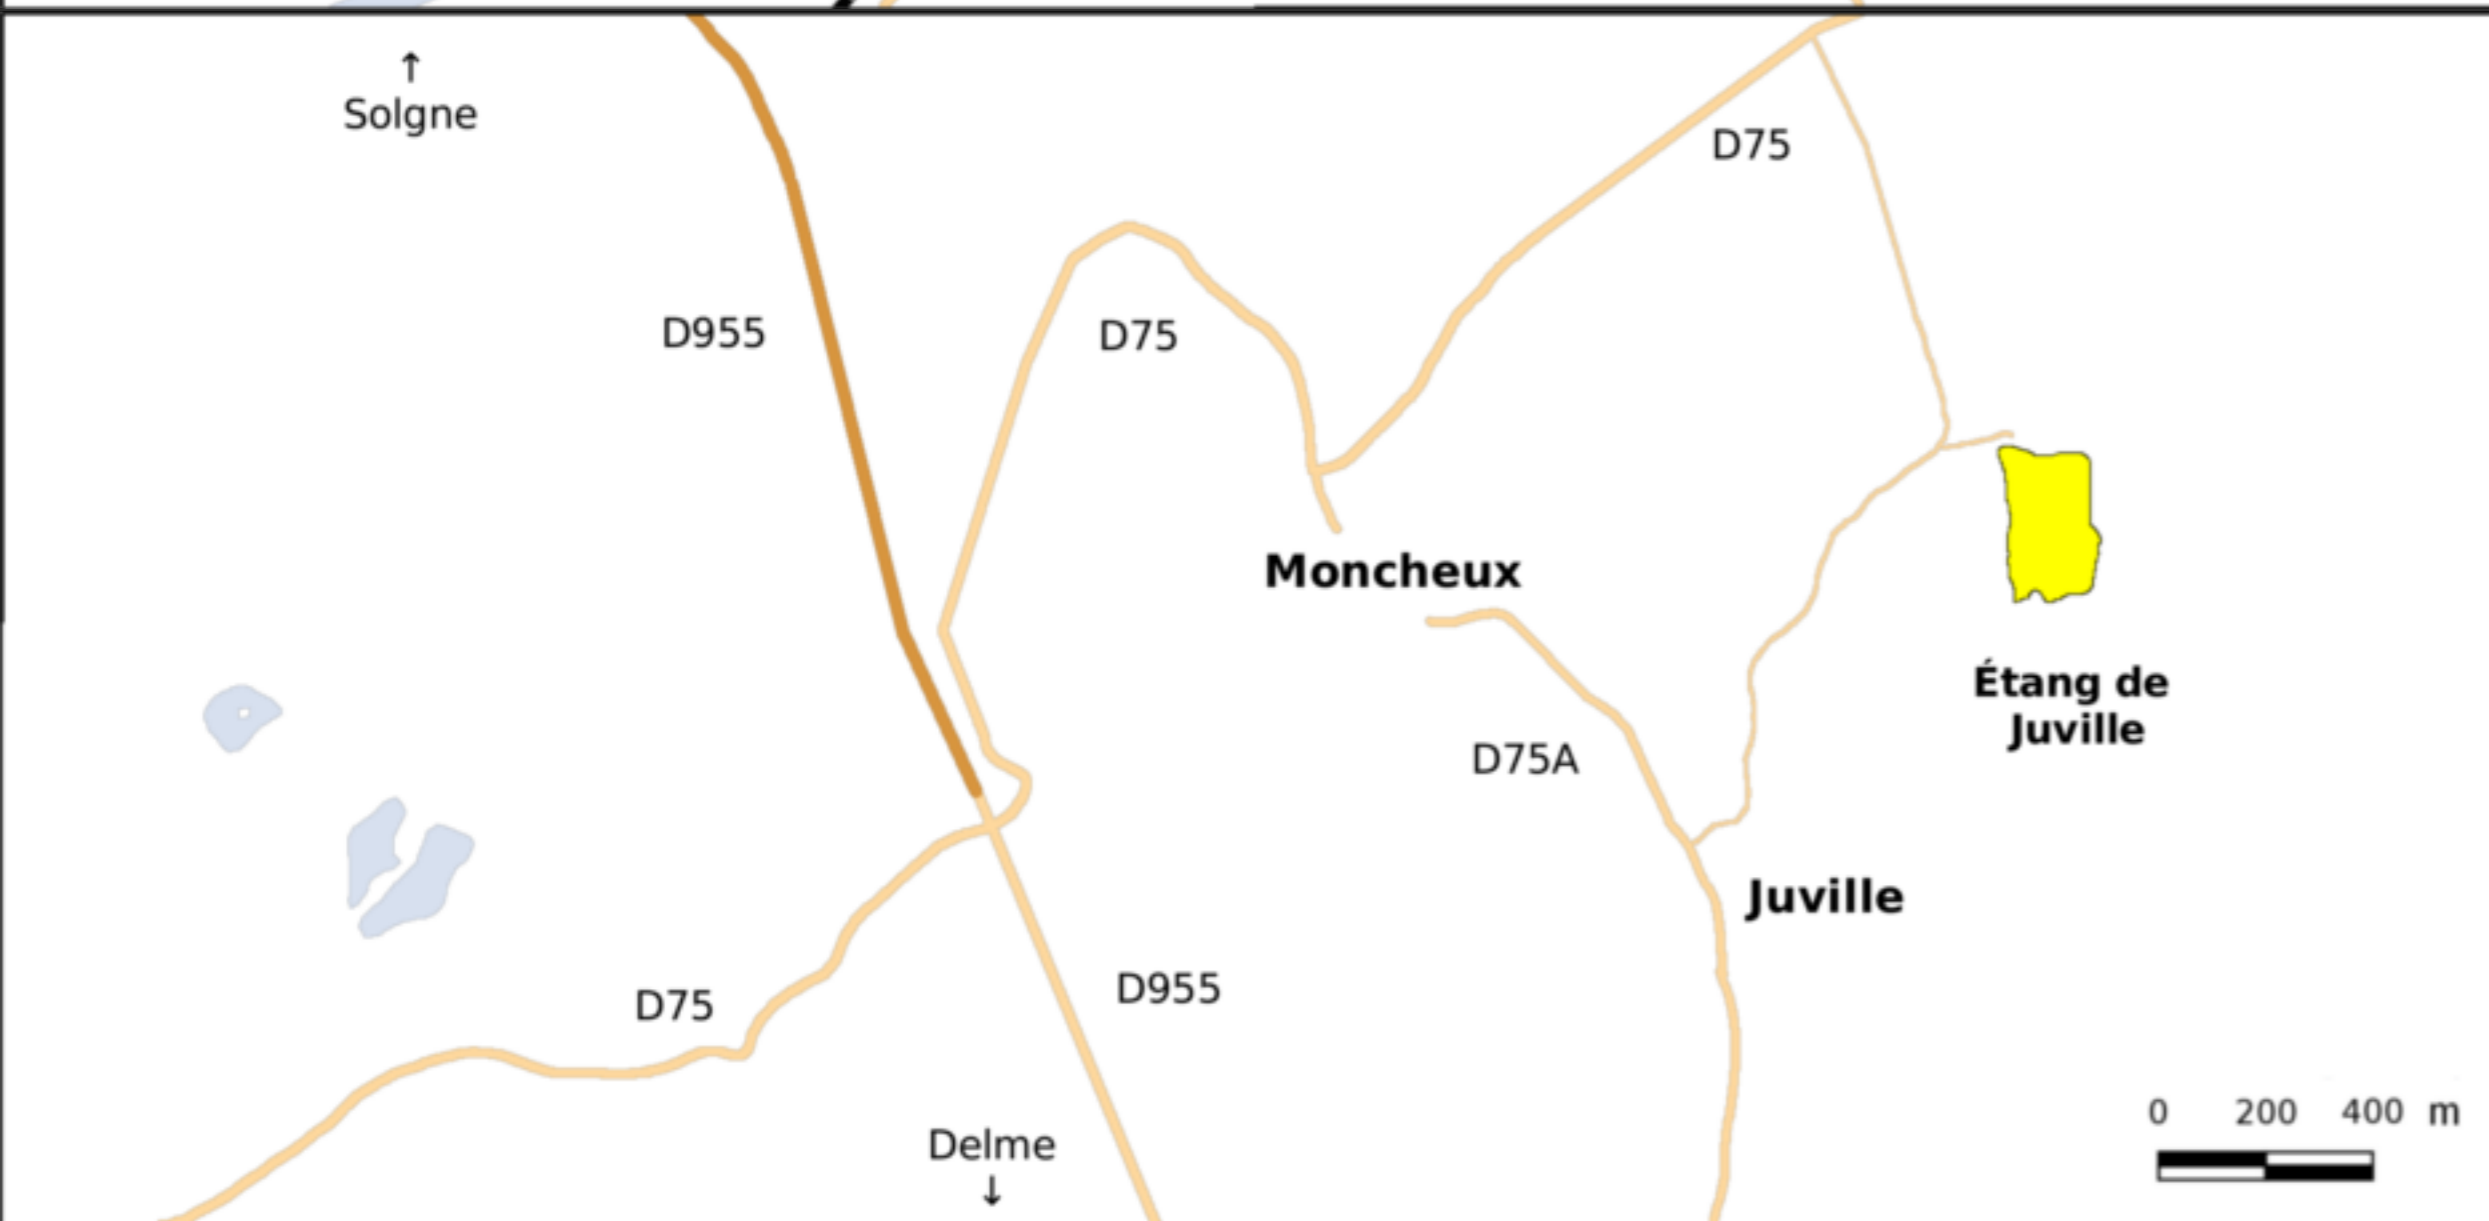 ↑
Solgne
D75
D955
D75
Moncheux
Étang de
Juville
D75A
Juville
D955
D75
0 200 400 m
Delme
↓